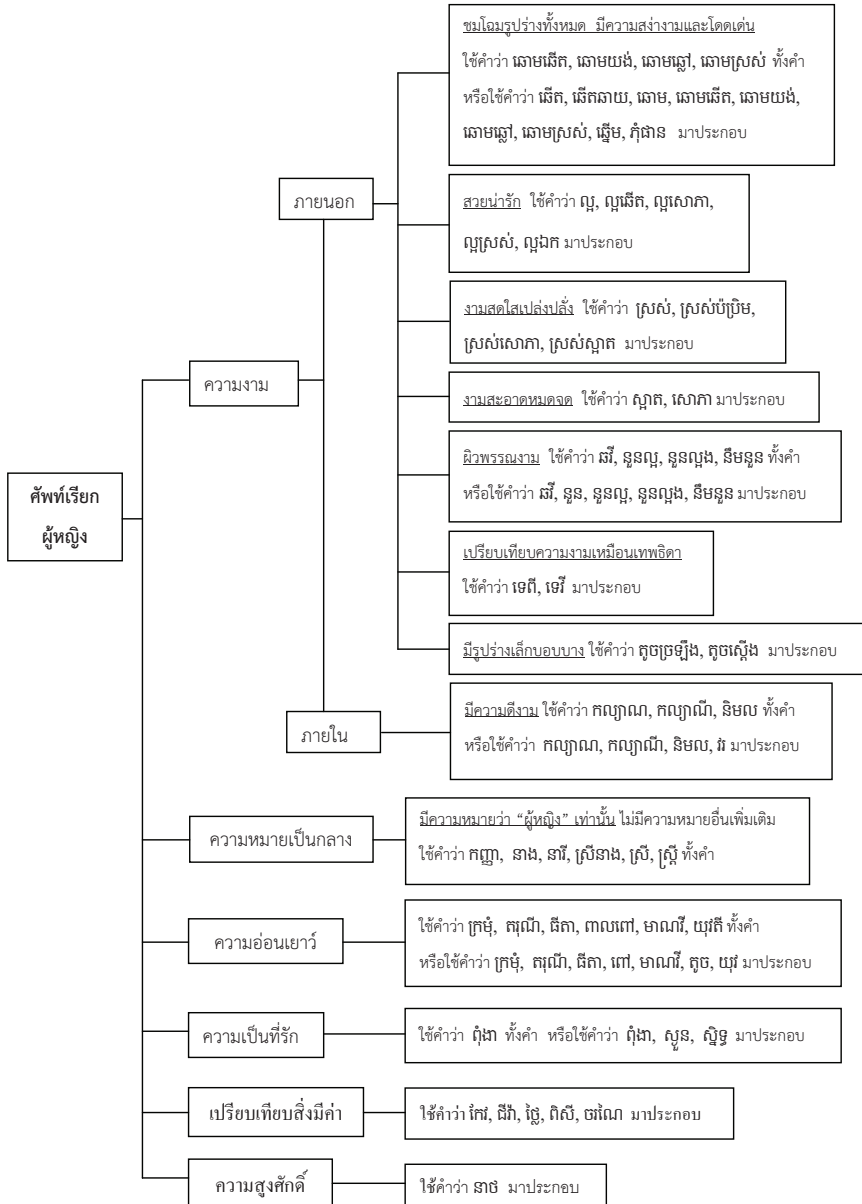 ศัพท์เรียก
ผู้หญิง
ความงาม
ภายนอก
ชมโฉมรูปร่างทั้งหมด มีความสง่างามและโดดเด่น
ใช้คำว่า ឆោមឆើត, ឆោមយង់, ឆោមឆ្លៅ, ឆោមស្រស់ ทั้งคำ
หรือใช้คำว่า ឆើត, ឆើតឆាយ, ឆោម, ឆោមឆើត, ឆោមយង់,
ឆោមឆ្លៅ, ឆោមស្រស់, ឆ្នើម, ភុំផាន มาประกอบ
สวยน่ารัก ใช้คำว่า ល្អ, ល្អឆើត, ល្អសោភា,
ល្អស្រស់, ល្អឯក มาประกอบ
งามสดใสเปล่งปลั่ง ใช้คำว่า ស្រស់, ស្រស់ប៉ប្រិម,
ស្រស់សោភា, ស្រស់ស្អាត มาประกอบ
งามสะอาดหมดจด ใช้คำว่า ស្អាត, សោភា มาประกอบ
ผิวพรรณงาม ใช้คำว่า ឆវី, នួនល្អ, នួនល្អង, នឹមនួន ทั้งคำ
หรือใช้คำว่า ឆវី, នួន, នួនល្អ, នួនល្អង, នឹមនួន มาประกอบ
เปรียบเทียบความงามเหมือนเทพธิดา
ใช้คำว่า ទេពី, ទេវី มาประกอบ
มีรูปร่างเล็กบอบบาง ใช้คำว่า តូចច្រឡឹង, តូចស្តើង มาประกอบ
ภายใน
มีความดีงาม ใช้คำว่า កល្យាណ, កល្យាណី, និមល ทั้งคำ
หรือใช้คำว่า កល្យាណ, កល្យាណី, និមល, វរ มาประกอบ
ความหมายเป็นกลาง
มีความหมายว่า “ผู้หญิง” เท่านั้น ไม่มีความหมายอื่นเพิ่มเติม
ใช้คำว่า កញ្ញា, នាង, នារី, ស្រីនាង, ស្រី, ស្ត្រី ทั้งคำ
ความอ่อนเยาว์
ใช้คำว่า ក្រមុំ, តរុណី, ធីតា, ពាលពៅ, មាណវី, យុវតី ทั้งคำ
หรือใช้คำว่า ក្រមុំ, តរុណី, ធីតា, ពៅ, មាណវី, តូច, យុវ มาประกอบ
ความเป็นที่รัก
ใช้คำว่า ពុំងា ทั้งคำ หรือใช้คำว่า ពុំងា, ស្ងួន, ស្និទ្ធ มาประกอบ
เปรียบเทียบสิ่งมีค่า
ใช้คำว่า កែវ, ជីវ៉ា, ថ្លៃ, ពិសី, ចរណៃ มาประกอบ
ความสูงศักดิ์
ใช้คำว่า នាថ มาประกอบ